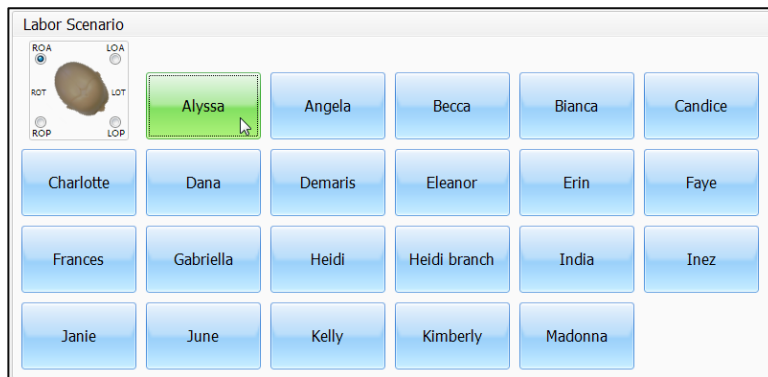 Labor Scenario
ROA LOA
ROT LOT
ROP LOP
Alyssa Angela Becca Bianca Candice
Charlotte Dana Demaris Eleanor Erin Faye
Frances Gabriella Heidi Heidi branch India Inez
Janie June Kelly Kimberly Madonna